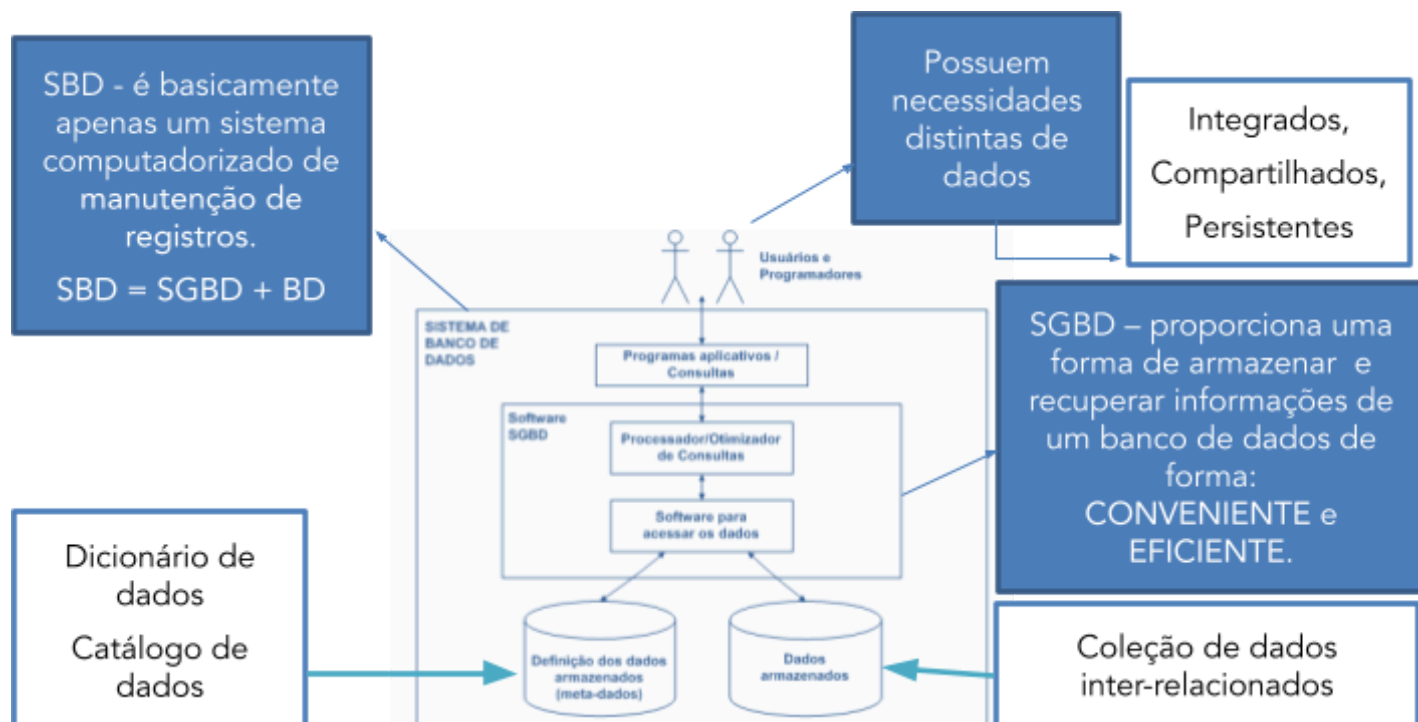 SBD - é basicamente
apenas um sistema
computadorizado de
manutenção de
registros.
SBD = SGBD + BD
Possuem
necessidades
distintas de
dados
Integrados,
Compartilhados,
Persistentes
Usuários e
Programadores
SISTEMA DE
BANCO DE
DADOS
Programas aplicativos /
Consultas
Software
SGBD
Processador/Otimizador
de Consultas
Software para
acessar os dados
SGBD – proporciona uma
forma de armazenar e
recuperar informações de
um banco de dados de
forma:
CONVENIENTE e
EFICIENTE.
Dicionário de
dados
Catálogo de
dados
Definição dos dados
armazenados
(meta-dados)
Dados
armazenados
Coleção de dados
inter-relacionados